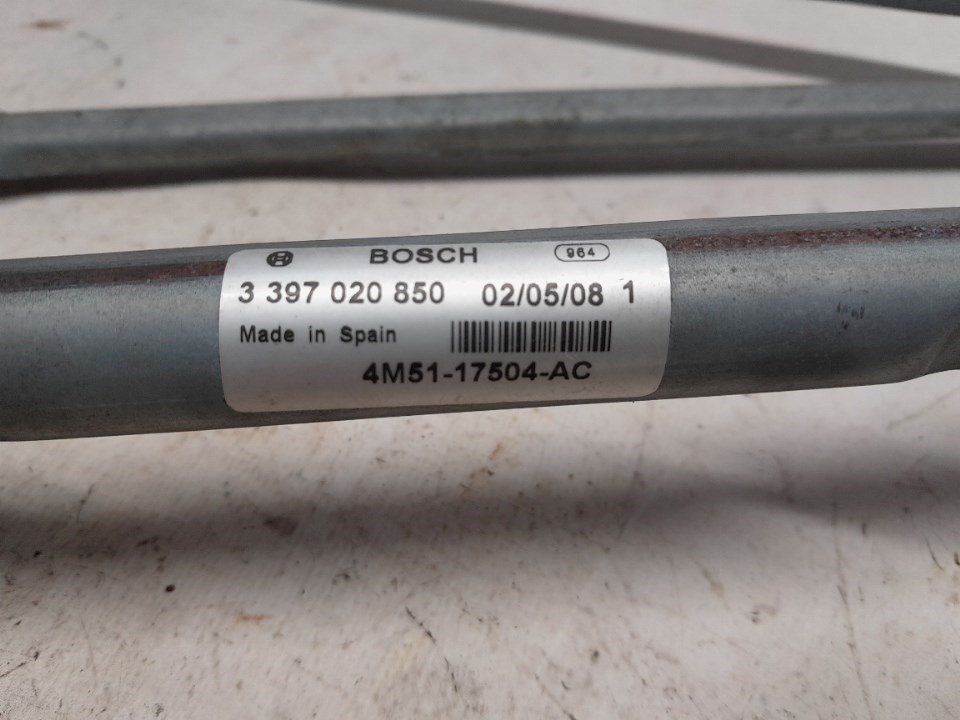 BOSCH 964
3 397 020 850 02/05/08 1
Made in Spain
4M51-17504-AC